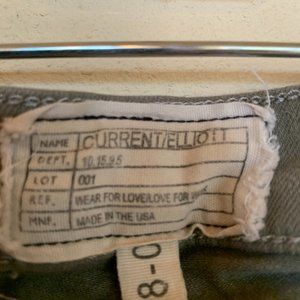 NAME CURRENT/ELLIOTT
DEPT. 10.15.95
LOT 001
REF. WEAR FOR LOVE/LOVE FOR
MNF. MADE IN THE USA
8-0